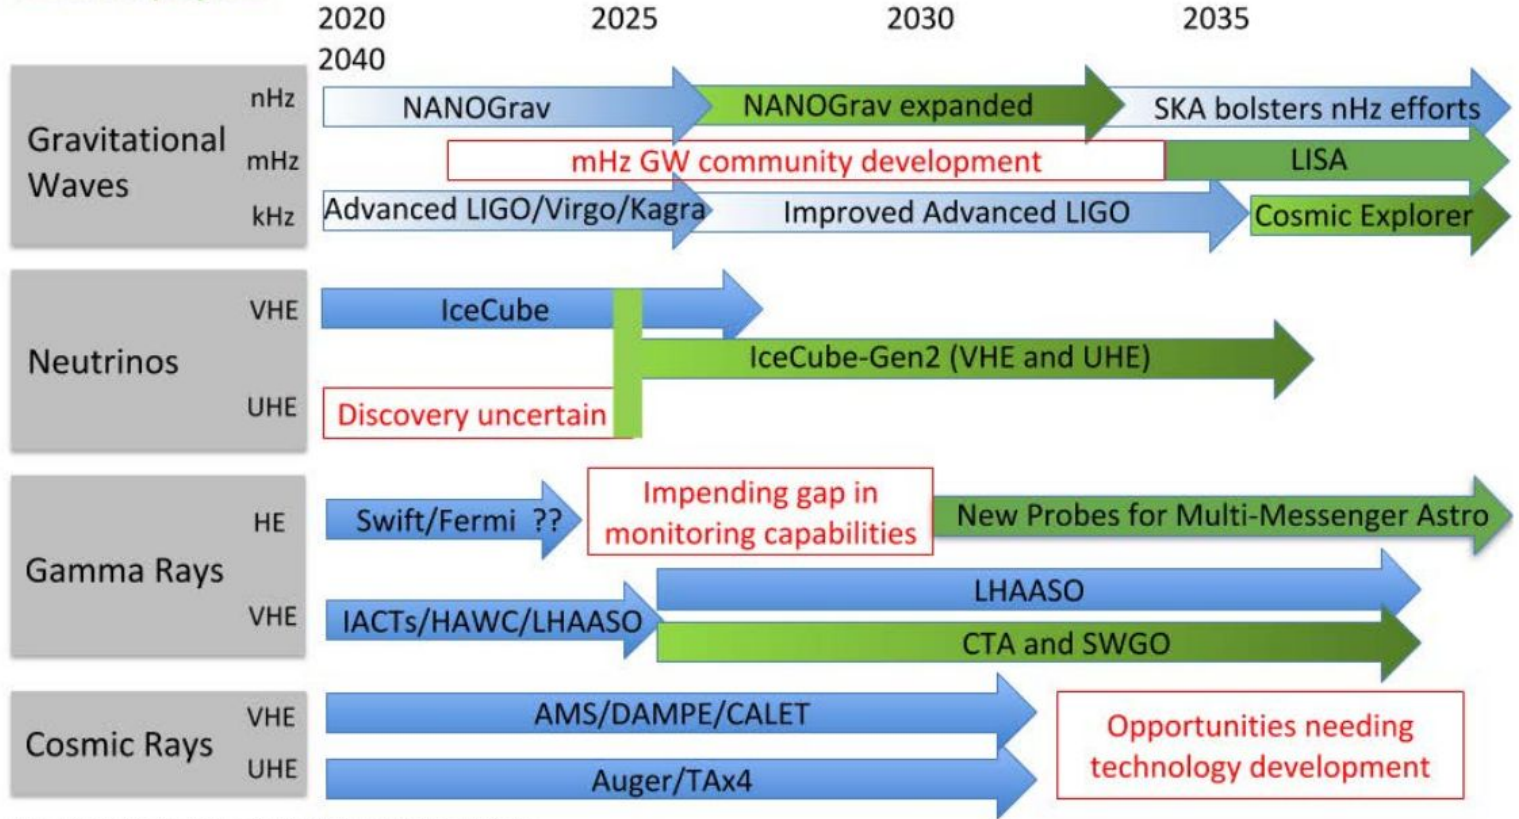 2020 2025 2030 2035
2040
Gravitational
Waves
nHz
mHz
kHz
NANOGrav
NANOGrav expanded
SKA bolsters nHz efforts
mHz GW community development
LISA
Advanced LIGO/Virgo/Kagra
Improved Advanced LIGO
Cosmic Explorer
Neutrinos
VHE
UHE
IceCube
IceCube-Gen2 (VHE and UHE)
Discovery uncertain
Gamma Rays
HE
VHE
Swift/Fermi ??
Impending gap in
monitoring capabilities
New Probes for Multi-Messenger Astro
IACTs/HAWC/LHAASO
LHAASO
CTA and SWGO
Cosmic Rays
VHE
UHE
AMS/DAMPE/CALET
Auger/TAx4
Opportunities needing
technology development